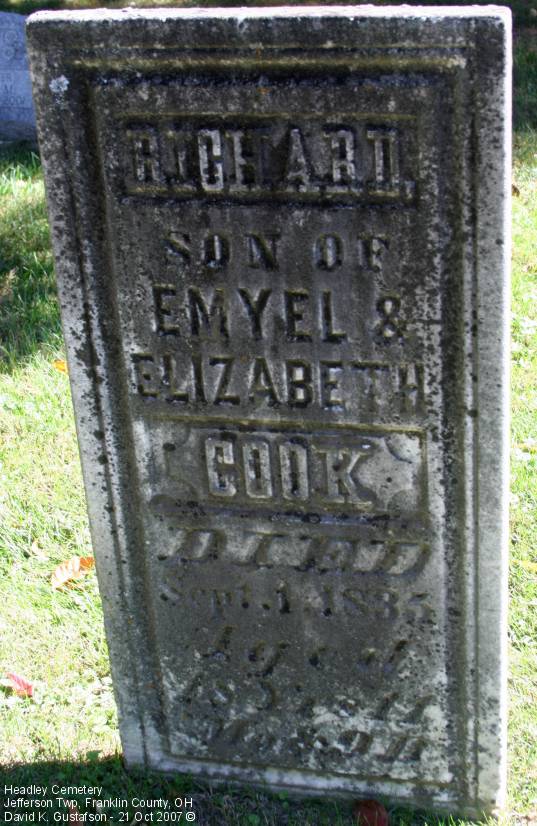 RICHARD.
SON OF
EMYEL &
ELIZABETH
COOK
DIED
Sept. 1. 1835
Aged
Headley Cemetery
Jefferson Twp, Franklin County, OH
David K. Gustafson - 21 Oct 2007 ©